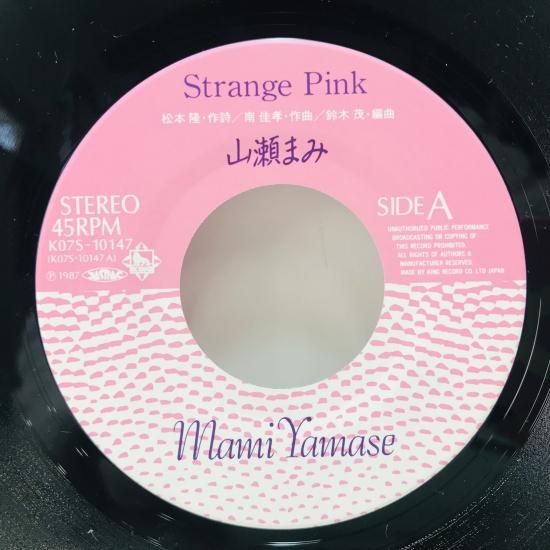 Strange Pink
松本 隆・作詩／南 佳孝・作曲／鈴木 茂・編曲
山瀬まみ
STEREO
45RPM
K07S-10147
(K07S-10147 A)
Ⓟ 1987
SIDE A
UNAUTHORIZED PUBLIC PERFORMANCE
BROADCASTING OR COPYING OF
THIS RECORD PROHIBITED.
ALL RIGHTS OF AUTHORS &
MANUFACTURER RESERVED.
MADE BY KING RECORD CO. LTD JAPAN
Mami Yamase